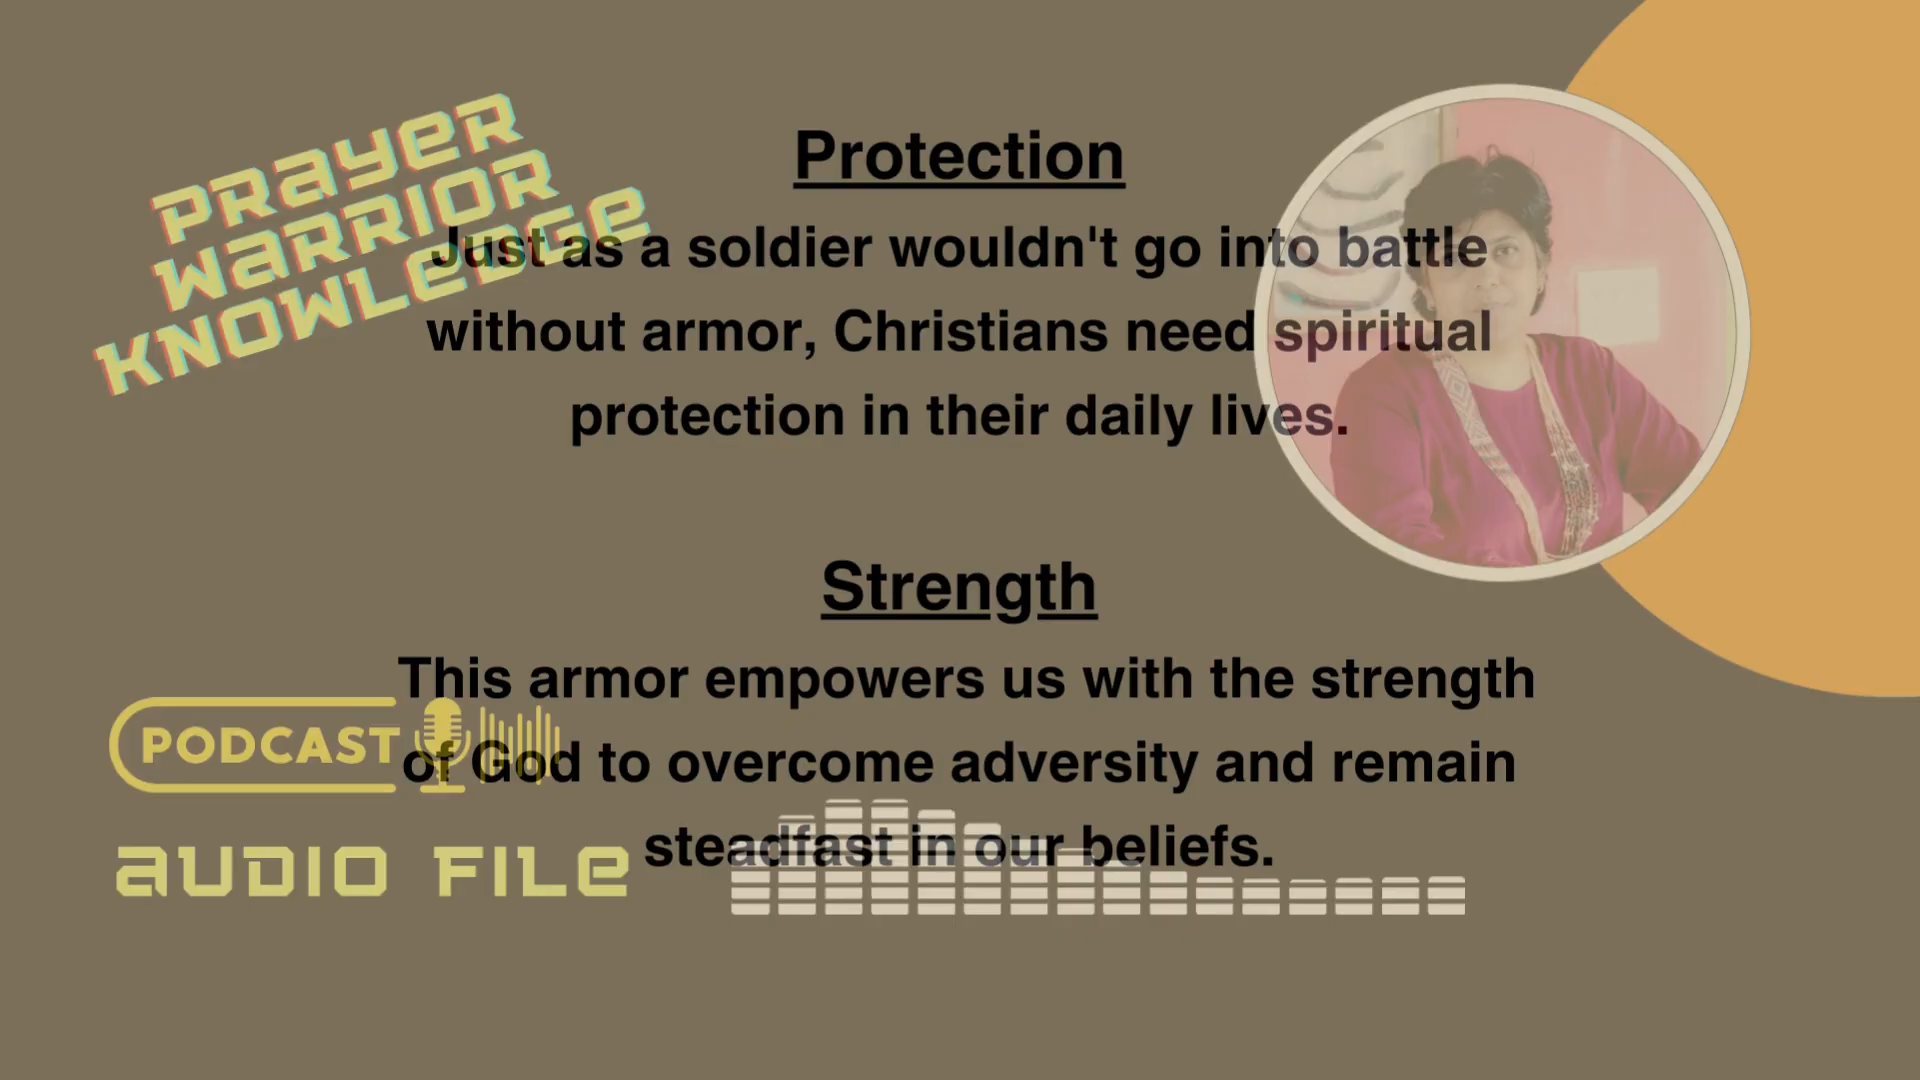 PRayeR
WaRRIOR
KNOWLeDGe
Protection
Just as a soldier wouldn't go into battle
without armor, Christians need spiritual
protection in their daily lives.
Strength
This armor empowers us with the strength
of God to overcome adversity and remain
steadfast in our beliefs.
PODCAST
aUDIO FILe